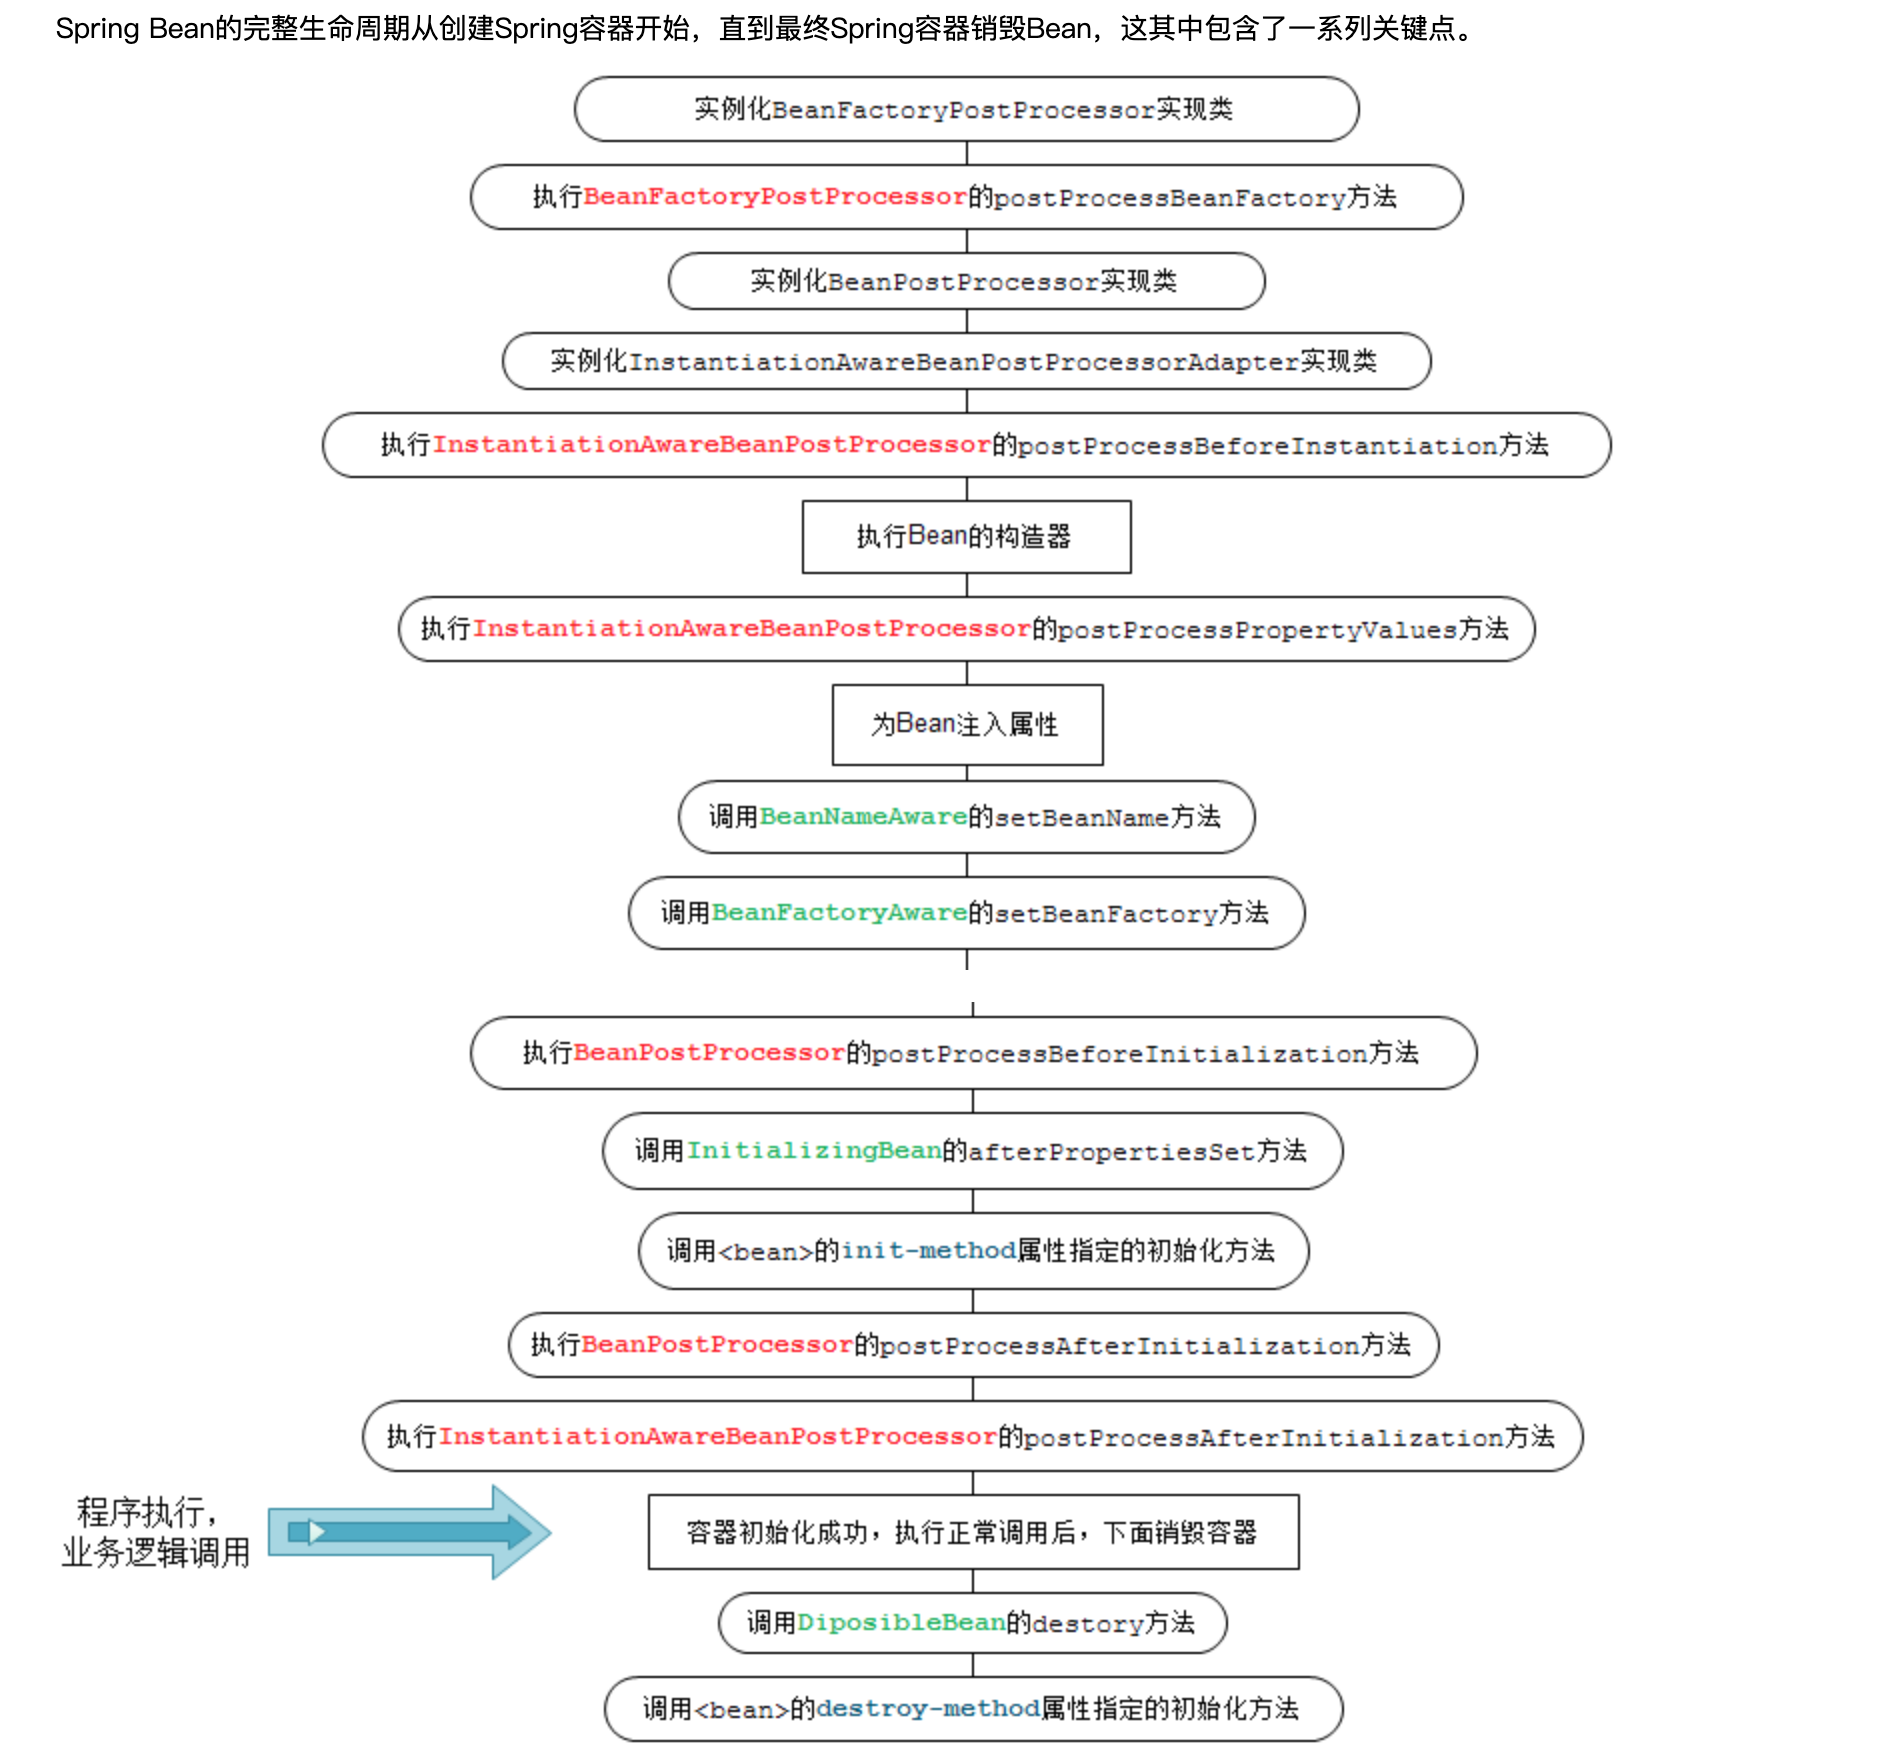 Spring Bean的完整生命周期从创建Spring容器开始，直到最终Spring容器销毁Bean，这其中包含了一系列关键点。
实例化BeanFactoryPostProcessor实现类
执行BeanFactoryPostProcessor的postProcessBeanFactory方法
实例化BeanPostProcessor实现类
实例化InstantiationAwareBeanPostProcessorAdapter实现类
执行InstantiationAwareBeanPostProcessor的postProcessBeforeInstantiation方法
执行Bean的构造器
执行InstantiationAwareBeanPostProcessor的postProcessPropertyValues方法
为Bean注入属性
调用BeanNameAware的setBeanName方法
调用BeanFactoryAware的setBeanFactory方法
执行BeanPostProcessor的postProcessBeforeInitialization方法
调用InitializingBean的afterPropertiesSet方法
调用<bean>的init-method属性指定的初始化方法
执行BeanPostProcessor的postProcessAfterInitialization方法
执行InstantiationAwareBeanPostProcessor的postProcessAfterInitialization方法
程序执行，
业务逻辑调用
容器初始化成功，执行正常调用后，下面销毁容器
调用DiposibleBean的destory方法
调用<bean>的destroy-method属性指定的初始化方法